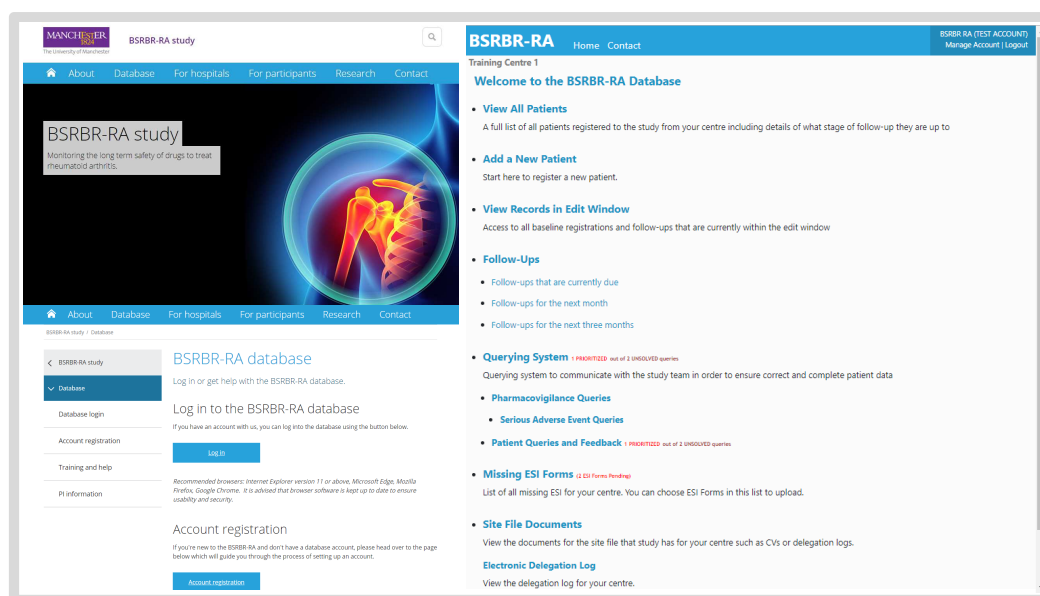 MANCHESTER
1824
The University of Manchester
BSRBR-RA study
About Database For hospitals For participants Research Contact
BSRBR-RA study
Monitoring the long term safety of drugs to treat
rheumatoid arthritis.
About Database For hospitals For participants Research Contact
BSRBR-RA study / Database
BSRBR-RA study
Database
Database login
Account registration
Training and help
PI information
BSRBR-RA database
Log in or get help with the BSRBR-RA database.
Log in to the BSRBR-RA database
If you have an account with us, you can log into the database using the button below.
Log in
Recommended browsers: Internet Explorer version 11 or above, Microsoft Edge, Mozilla
Firefox, Google Chrome. It is advised that browser software is kept up to date to ensure
usability and security.
Account registration
If you're new to the BSRBR-RA and don't have a database account, please head over to the page
below which will guide you through the process of setting up an account.
Account registration
BSRBR-RA Home Contact
BSRBR RA (TEST ACCOUNT)
Manage Account | Logout
Training Centre 1
Welcome to the BSRBR-RA Database
View All Patients
A full list of all patients registered to the study from your centre including details of what stage of follow-up they are up to
Add a New Patient
Start here to register a new patient.
View Records in Edit Window
Access to all baseline registrations and follow-ups that are currently within the edit window
Follow-Ups
Follow-ups that are currently due
Follow-ups for the next month
Follow-ups for the next three months
Querying System 1 PRIORITIZED out of 2 UNSOLVED queries
Querying system to communicate with the study team in order to ensure correct and complete patient data
Pharmacovigilance Queries
Serious Adverse Event Queries
Patient Queries and Feedback 1 PRIORITIZED out of 2 UNSOLVED queries
Missing ESI Forms (2 ESI Forms Pending)
List of all missing ESI for your centre. You can choose ESI Forms in this list to upload.
Site File Documents
View the documents for the site file that study has for your centre such as CVs or delegation logs.
Electronic Delegation Log
View the delegation log for your centre.